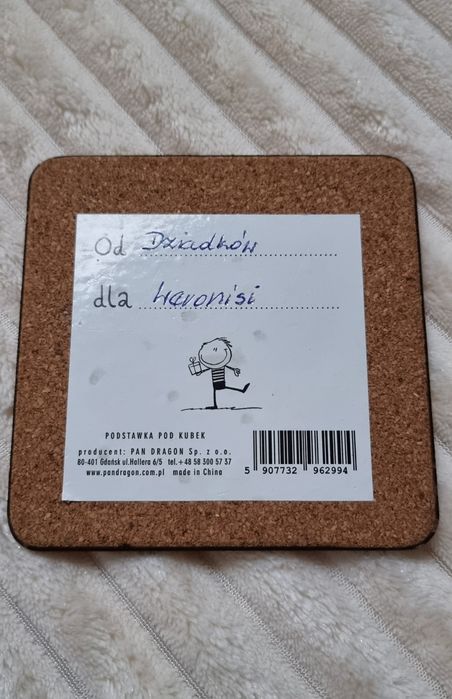 Od Dziadków
dla Weronisi
PODSTAWKA POD KUBEK
producent: PAN DRAGON Sp. z o.o.
80-401 Gdańsk ul.Hallera 6/5 tel.+48 58 300 57 37
www.pandragon.com.pl made in China
5 907732 962994